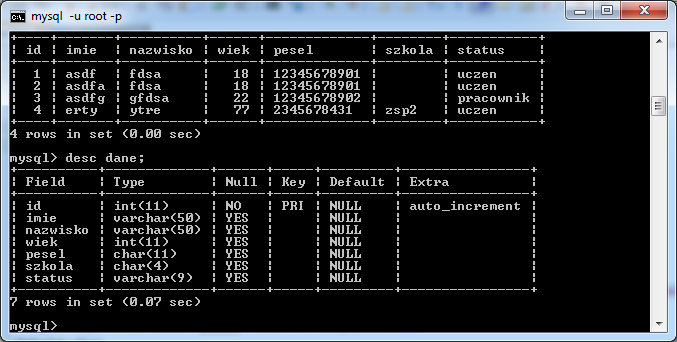 mysql -u root -p
+----+-------+----------+------+-------------+--------+-----------+
| id | imie  | nazwisko | wiek | pesel       | szkola | status    |
+----+-------+----------+------+-------------+--------+-----------+
|  1 | asdf  | fdsa     |   18 | 12345678901 |        | uczen     |
|  2 | asdfa | fdsa     |   18 | 12345678901 |        | uczen     |
|  3 | asdfg | gfdsa    |   22 | 12345678902 |        | pracownik |
|  4 | erty  | ytre     |   77 | 2345678431  | zsp2   | uczen     |
+----+-------+----------+------+-------------+--------+-----------+
4 rows in set (0.00 sec)
mysql> desc dane;
+----------+-------------+------+-----+---------+----------------+
| Field    | Type        | Null | Key | Default | Extra          |
+----------+-------------+------+-----+---------+----------------+
| id       | int(11)     | NO   | PRI | NULL    | auto_increment |
| imie     | varchar(50) | YES  |     | NULL    |                |
| nazwisko | varchar(50) | YES  |     | NULL    |                |
| wiek     | int(11)     | YES  |     | NULL    |                |
| pesel    | char(11)    | YES  |     | NULL    |                |
| szkola   | char(4)     | YES  |     | NULL    |                |
| status   | varchar(9)  | YES  |     | NULL    |                |
+----------+-------------+------+-----+---------+----------------+
7 rows in set (0.07 sec)
mysql>